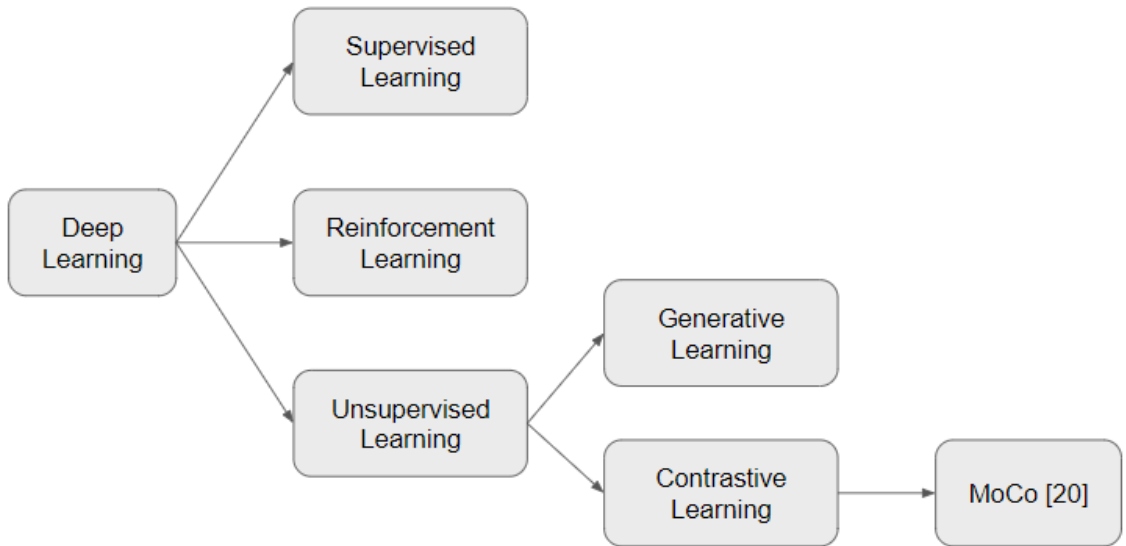 Supervised
Learning
Deep
Learning
Reinforcement
Learning
Unsupervised
Learning
Generative
Learning
Contrastive
Learning
MoCo [20]